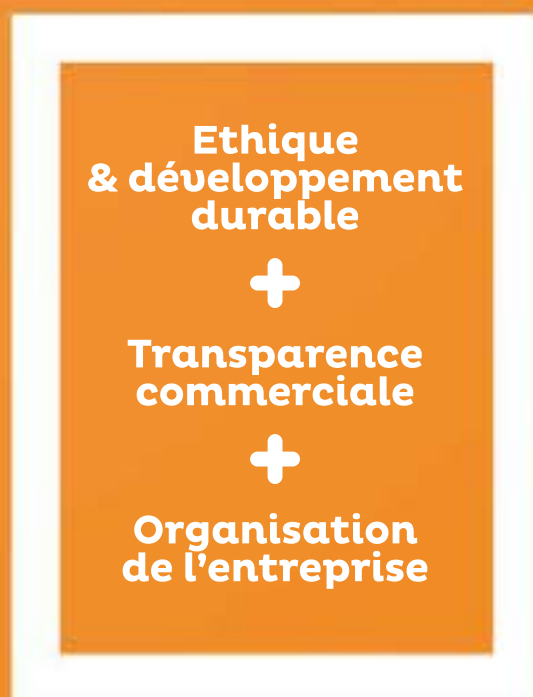 Ethique
& développement
durable
+
Transparence
commerciale
+
Organisation
de l'entreprise